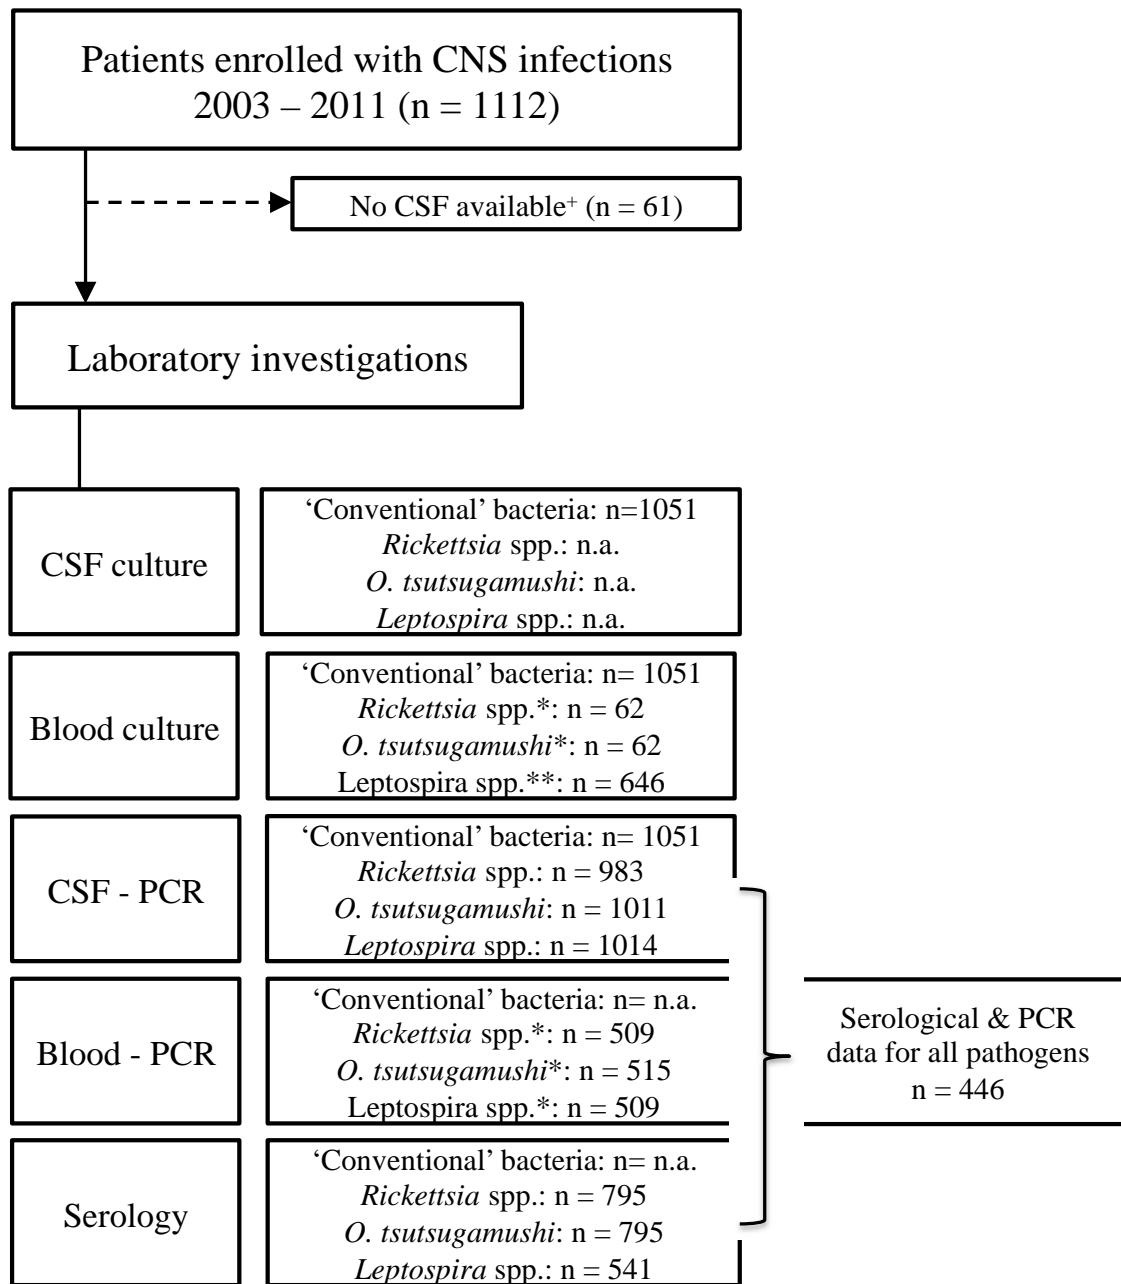 Patients enrolled with CNS infections
2003 – 2011 (n = 1112)
No CSF available⁺ (n = 61)
Laboratory investigations
CSF culture
‘Conventional’ bacteria: n=1051
Rickettsia spp.: n.a.
O. tsutsugamushi: n.a.
Leptospira spp.: n.a.
Blood culture
‘Conventional’ bacteria: n= 1051
Rickettsia spp.*: n = 62
O. tsutsugamushi*: n = 62
Leptospira spp.**: n = 646
CSF - PCR
‘Conventional’ bacteria: n= 1051
Rickettsia spp.: n = 983
O. tsutsugamushi: n = 1011
Leptospira spp.: n = 1014
Blood - PCR
‘Conventional’ bacteria: n= n.a.
Rickettsia spp.*: n = 509
O. tsutsugamushi*: n = 515
Leptospira spp.*: n = 509
Serological & PCR
data for all pathogens
n = 446
Serology
‘Conventional’ bacteria: n= n.a.
Rickettsia spp.: n = 795
O. tsutsugamushi: n = 795
Leptospira spp.: n = 541